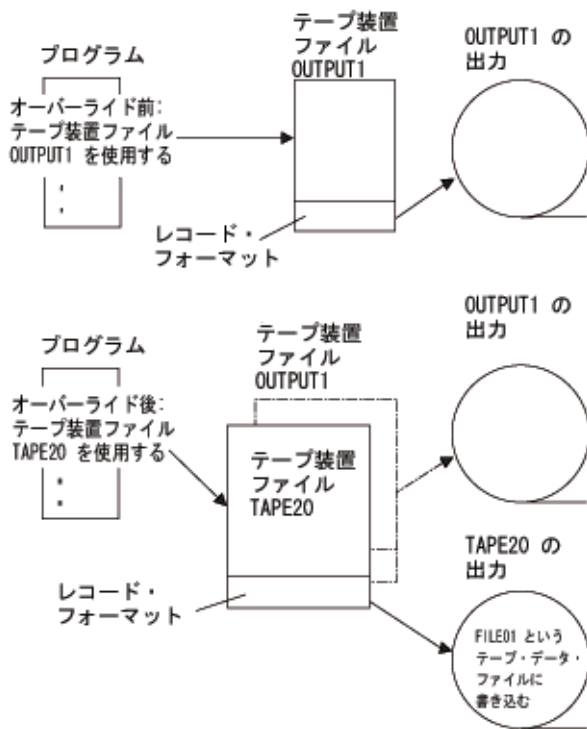 プログラム
オーバーライド前:
テープ装置ファイル
OUTPUT1 を使用する
テープ装置
ファイル
OUTPUT1
レコード・
フォーマット
OUTPUT1 の
出力
プログラム
オーバーライド後:
テープ装置ファイル
TAPE20 を使用する
テープ装置
ファイル
OUTPUT1
テープ装置
ファイル
TAPE20
レコード・
フォーマット
OUTPUT1 の
出力
TAPE20 の
出力
FILE01 という
テープ・データ・
ファイルに
書き込む